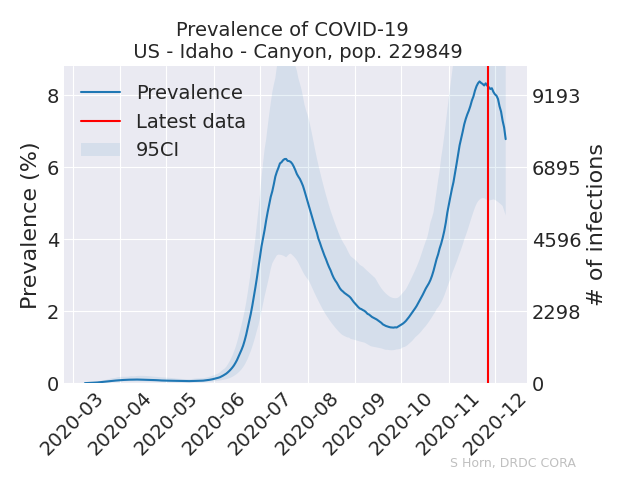 Prevalence of COVID-19
US - Idaho - Canyon, pop. 229849
Prevalence
Latest data
95CI
Prevalence (%)
8
6
4
2
0
9193
6895
4596
2298
0
# of infections
2020-03
2020-04
2020-05
2020-06
2020-07
2020-08
2020-09
2020-10
2020-11
2020-12
S Horn, DRDC CORA